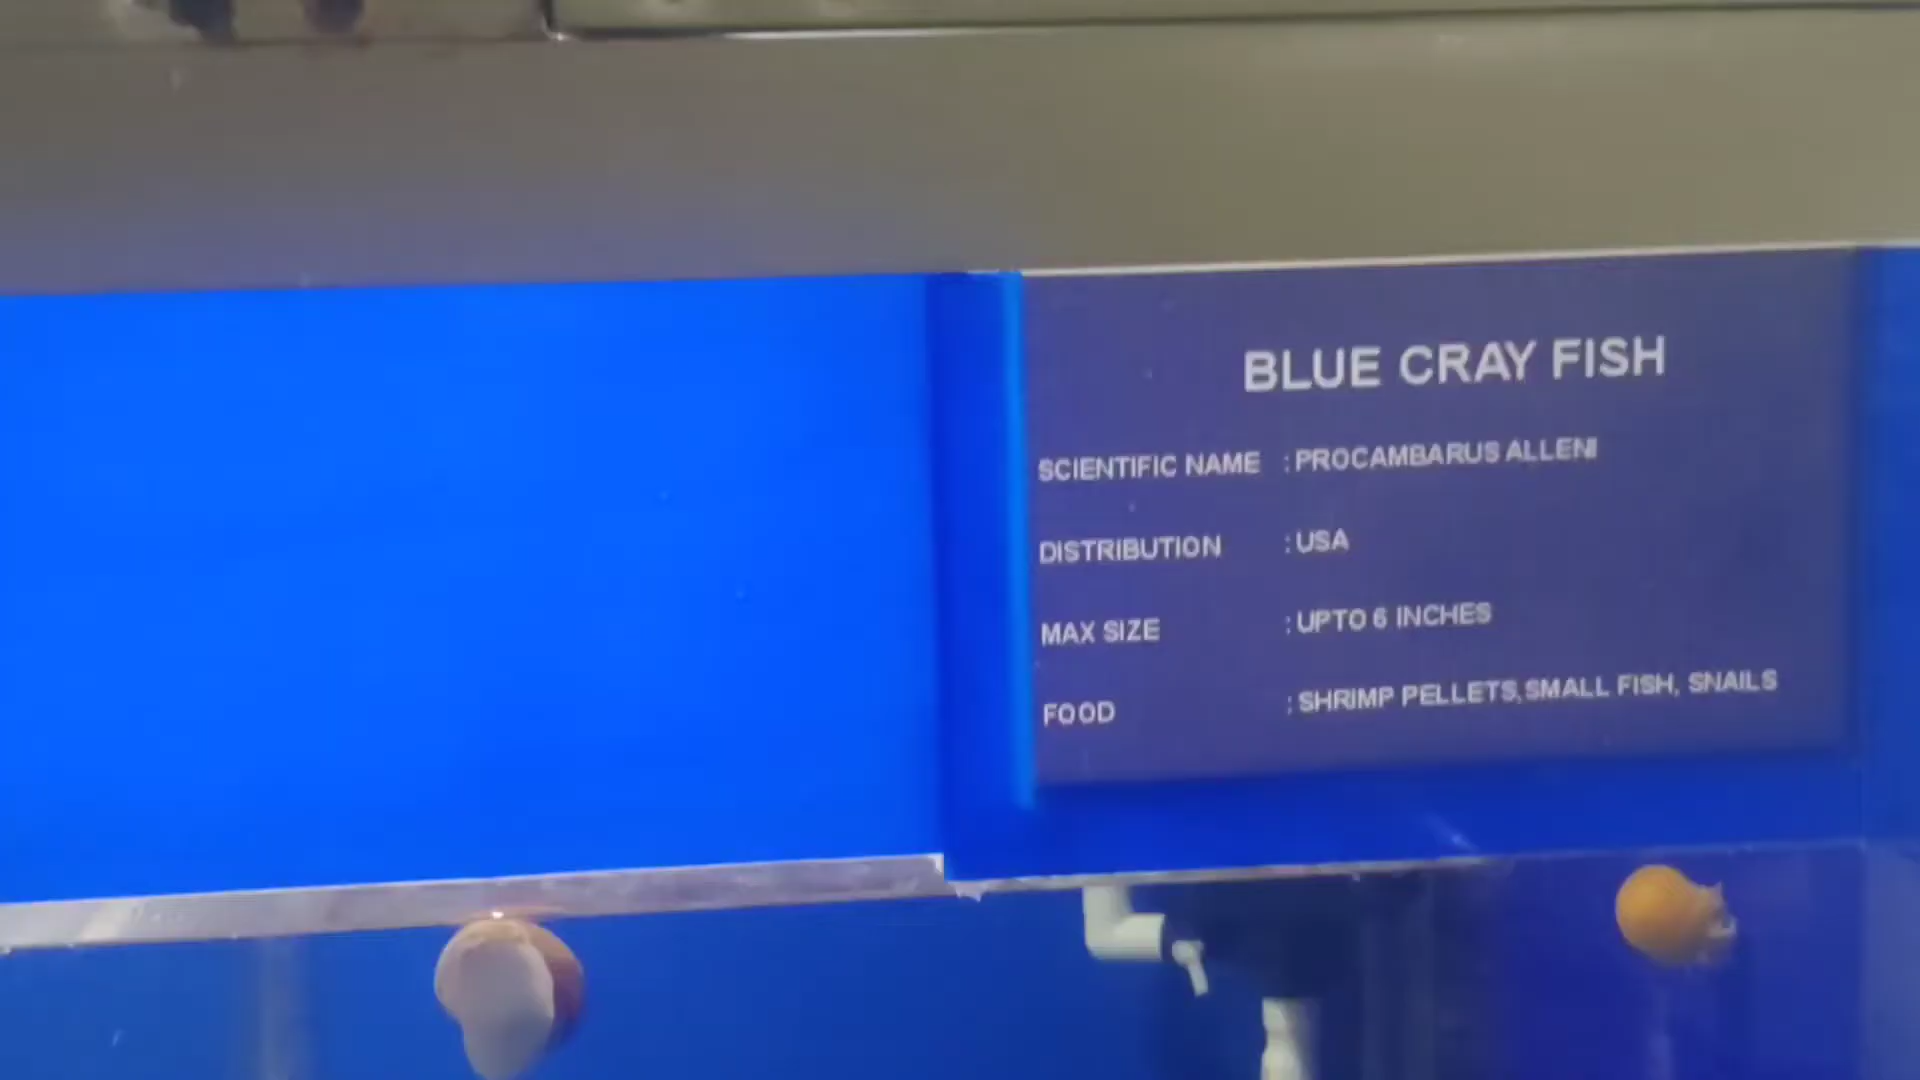 BLUE CRAY FISH
SCIENTIFIC NAME : PROCAMBARUS ALLENI
DISTRIBUTION : USA
MAX SIZE : UPTO 6 INCHES
FOOD : SHRIMP PELLETS, SMALL FISH, SNAILS